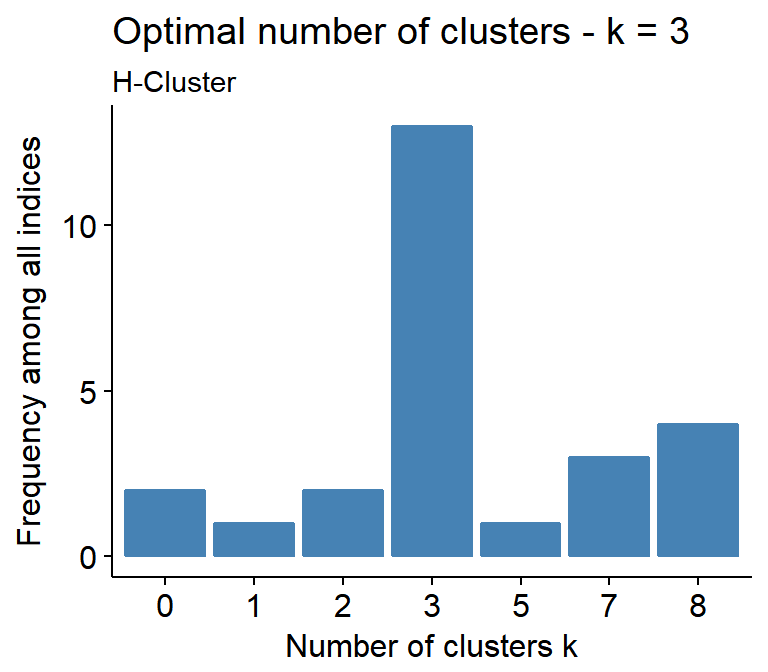 Optimal number of clusters - k = 3
H-Cluster
Frequency among all indices
10
5
0
0 1 2 3 5 7 8
Number of clusters k